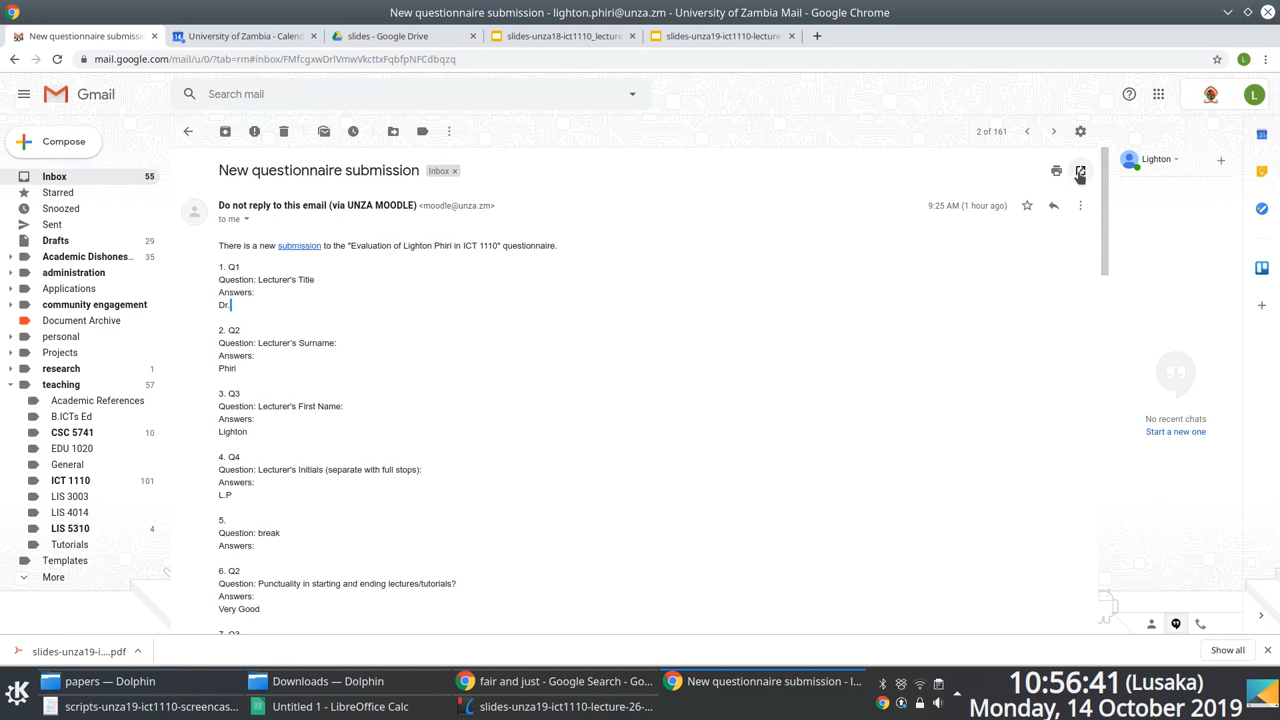 New questionnaire submission - lighton.phiri@unza.zm - University of Zambia Mail - Google Chrome
New questionnaire submissi
University of Zambia - Calen
slides - Google Drive
slides-unza18-ict1110_lecture
slides-unza19-ict1110-lecture-
mail.google.com/mail/u/0/?tab=rm#inbox/FMfcgxwDrlVmwVkcttxFqbfpNFCdbqzq
L
Gmail
Search mail
L
Compose
2 of 161
Inbox 55
Starred
Snoozed
Sent
Drafts 29
Academic Dishones... 35
administration
Applications
community engagement
Document Archive
personal
Projects
research 1
teaching 57
Academic References
B.ICTs Ed
CSC 5741 10
EDU 1020
General
ICT 1110 101
LIS 3003
LIS 4014
LIS 5310 4
Tutorials
Templates
More
New questionnaire submission Inbox x
Do not reply to this email (via UNZA MOODLE) <moodle@unza.zm>
9:25 AM (1 hour ago)
to me
There is a new submission to the "Evaluation of Lighton Phiri in ICT 1110" questionnaire.
1. Q1
Question: Lecturer's Title
Answers:
Dr.
2. Q2
Question: Lecturer's Surname:
Answers:
Phiri
3. Q3
Question: Lecturer's First Name:
Answers:
Lighton
4. Q4
Question: Lecturer's Initials (separate with full stops):
Answers:
L.P
5.
Question: break
Answers:
6. Q2
Question: Punctuality in starting and ending lectures/tutorials?
Answers:
Very Good
7. Q3
Lighton
31
No recent chats
Start a new one
slides-unza19-i....pdf
Show all
papers — Dolphin
Downloads — Dolphin
fair and just - Google Search - Go...
New questionnaire submission - l...
scripts-unza19-ict1110-screencas...
Untitled 1 - LibreOffice Calc
slides-unza19-ict1110-lecture-26-...
10:56:41 (Lusaka)
Monday, 14 October 2019